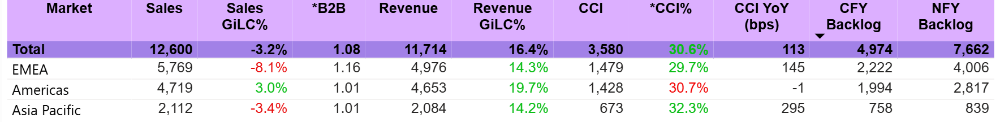 Market Sales Sales GiLC% *B2B Revenue Revenue GiLC% CCI *CCI% CCI YoY (bps) CFY Backlog NFY Backlog
Total 12,600 -3.2% 1.08 11,714 16.4% 3,580 30.6% 113 4,974 7,662
EMEA 5,769 -8.1% 1.16 4,976 14.3% 1,479 29.7% 145 2,222 4,006
Americas 4,719 3.0% 1.01 4,653 19.7% 1,428 30.7% -1 1,994 2,817
Asia Pacific 2,112 -3.4% 1.01 2,084 14.2% 673 32.3% 295 758 839